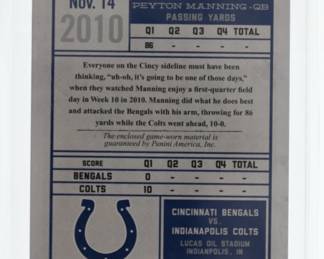 NOV. 14
2010
PEYTON MANNING-QB
PASSING YARDS
Q1 Q2 Q3 Q4 TOTAL
86 - - - -
Everyone on the Cincy sideline must have been
thinking, “uh-oh, it's going to be one of those days,”
when they watched Manning enjoy a first-quarter field
day in Week 10 in 2010. Manning did what he does best
and attacked the Bengals with his arm, throwing for 86
yards while the Colts went ahead, 10-0.
The enclosed game-worn material is
guaranteed by Panini America, Inc.
SCORE Q1 Q2 Q3 Q4 TOTAL
BENGALS 0 - - - -
COLTS 10 - - - -
CINCINNATI BENGALS
VS.
INDIANAPOLIS COLTS
LUCAS OIL STADIUM
INDIANPOLIS, IN